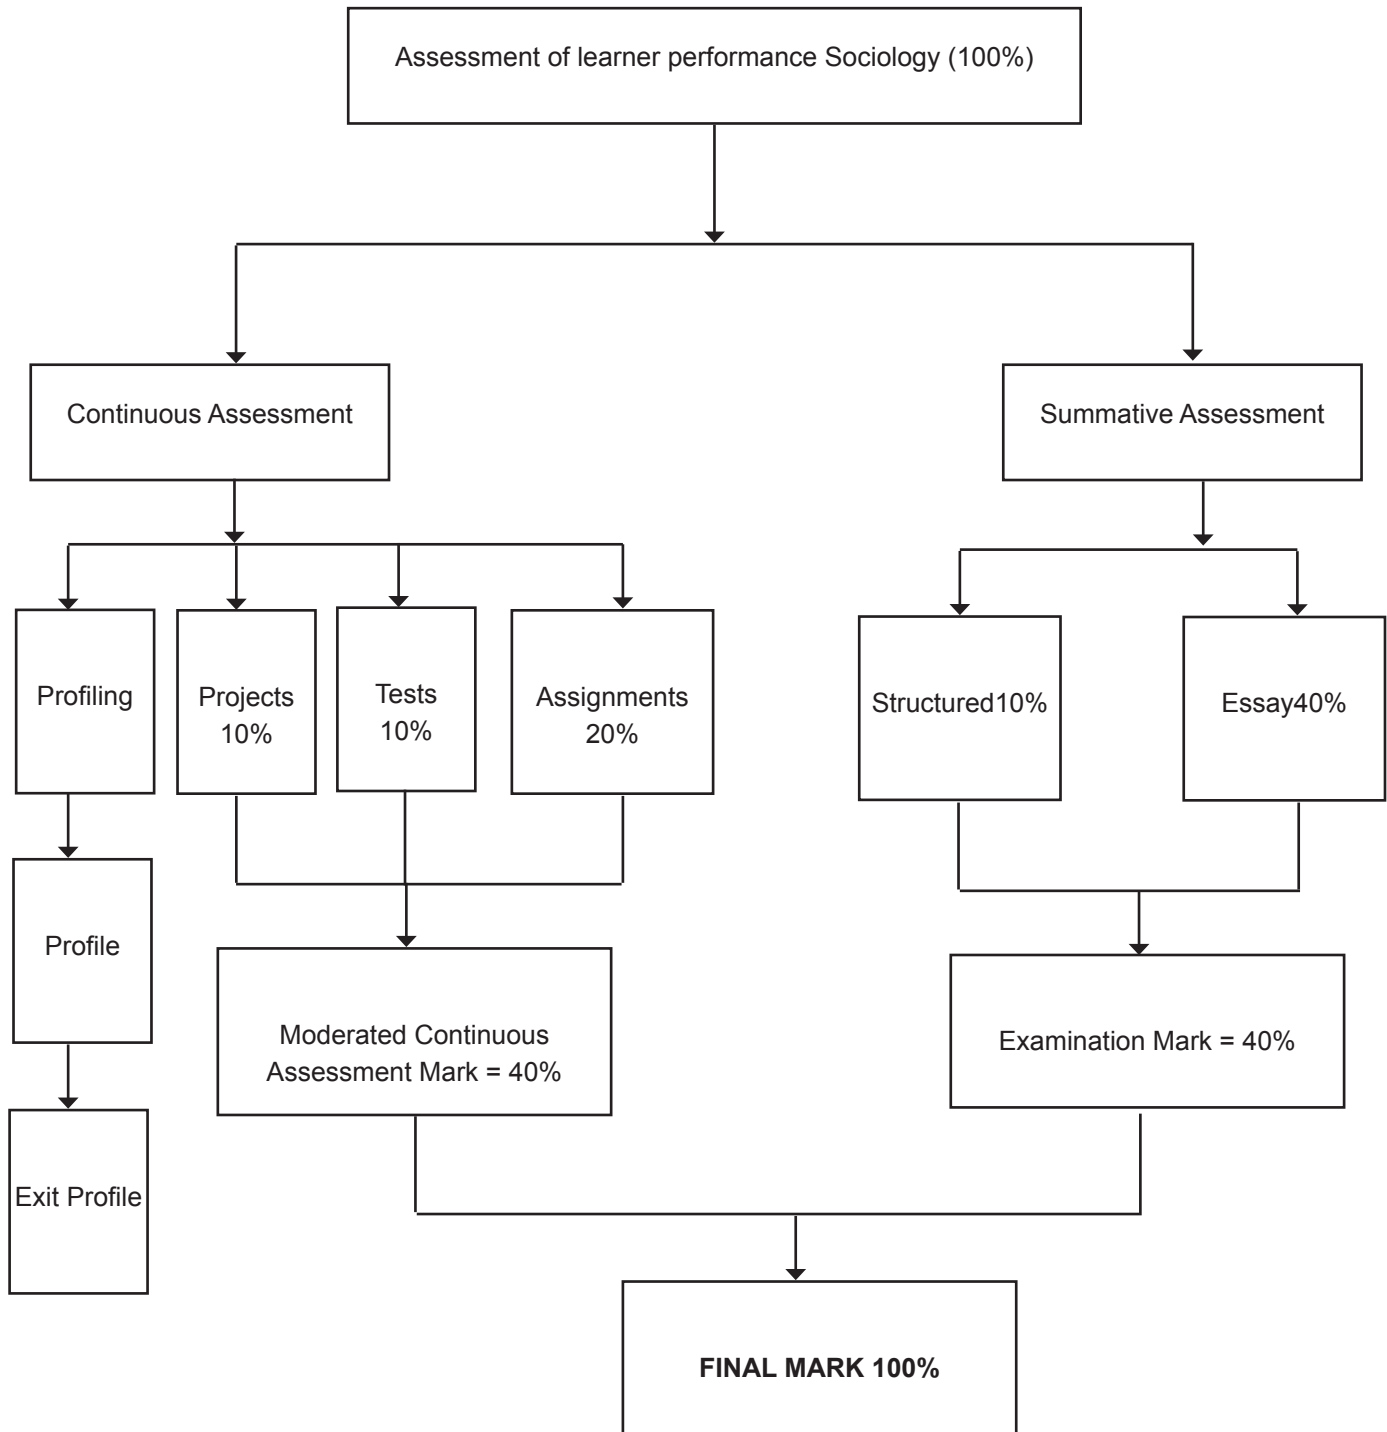 Assessment of learner performance Sociology (100%)
Continuous Assessment
Summative Assessment
Profiling
Projects
10%
Tests
10%
Assignments
20%
Structured10%
Essay40%
Profile
Moderated Continuous
Assessment Mark = 40%
Examination Mark = 40%
Exit Profile
FINAL MARK 100%